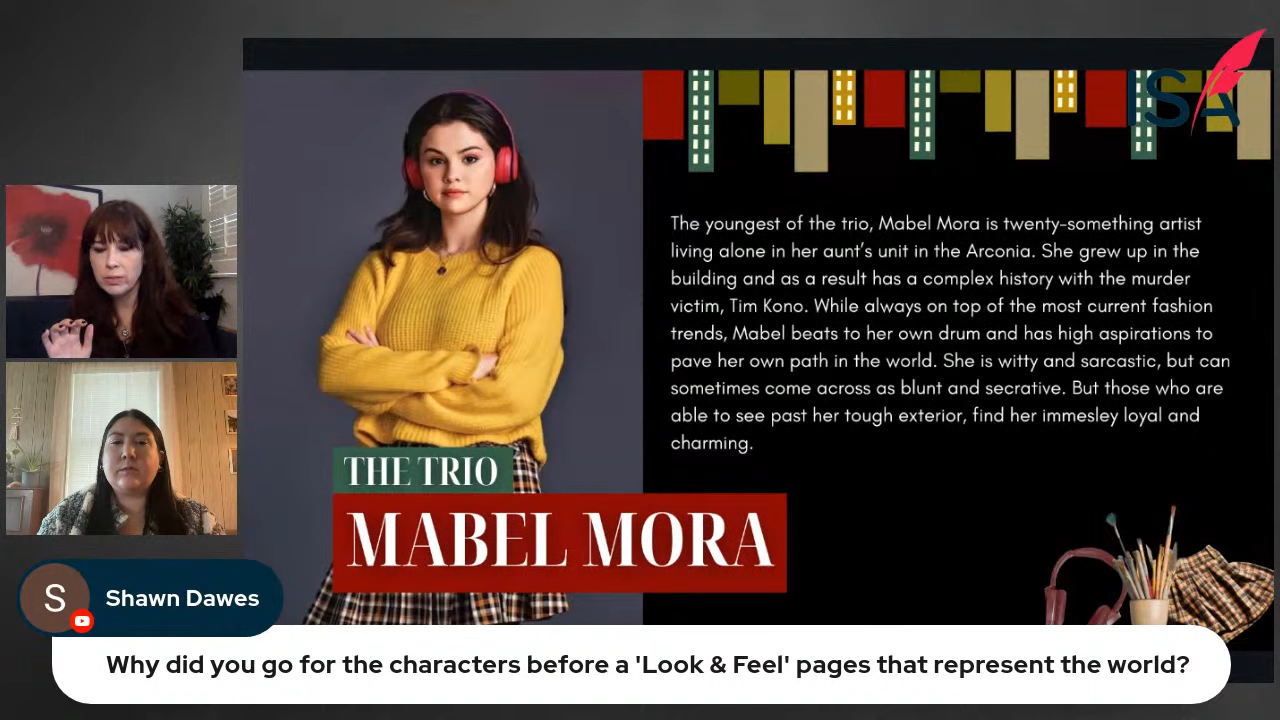 ISA
The youngest of the trio, Mabel Mora is twenty-something artist
living alone in her aunt's unit in the Arconia. She grew up in the
building and as a result has a complex history with the murder
victim, Tim Kono. While always on top of the most current fashion
trends, Mabel beats to her own drum and has high aspirations to
pave her own path in the world. She is witty and sarcastic, but can
sometimes come across as blunt and secrative. But those who are
able to see past her tough exterior, find her immesley loyal and
charming.
THE TRIO
MABEL MORA
S
Shawn Dawes
Why did you go for the characters before a 'Look & Feel' pages that represent the world?